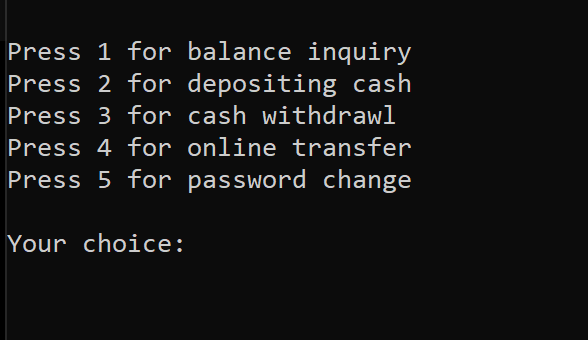 Press 1 for balance inquiry
Press 2 for depositing cash
Press 3 for cash withdrawl
Press 4 for online transfer
Press 5 for password change
Your choice: